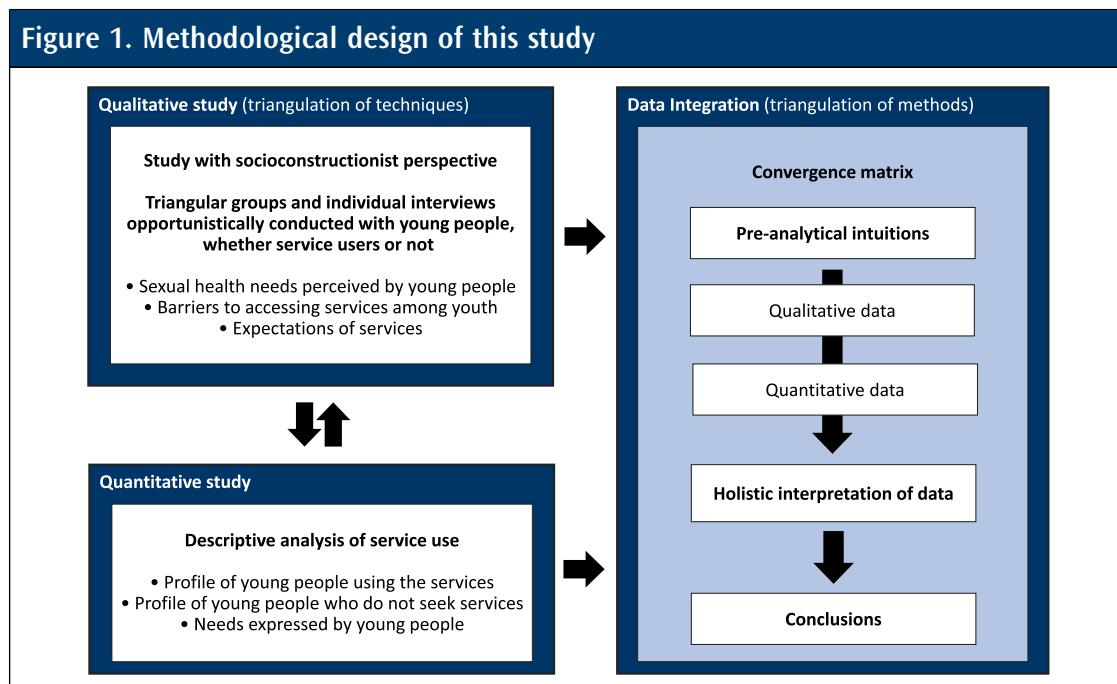 Figure 1. Methodological design of this study
Qualitative study (triangulation of techniques)
Study with socioconstructionist perspective
Triangular groups and individual interviews
opportunistically conducted with young people,
whether service users or not
• Sexual health needs perceived by young people
• Barriers to accessing services among youth
• Expectations of services
Quantitative study
Descriptive analysis of service use
• Profile of young people using the services
• Profile of young people who do not seek services
• Needs expressed by young people
Data Integration (triangulation of methods)
Convergence matrix
Pre-analytical intuitions
Qualitative data
Quantitative data
Holistic interpretation of data
Conclusions